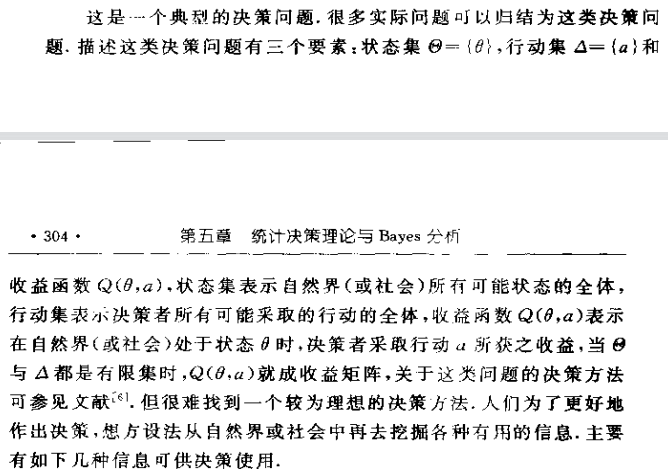 这是一个典型的决策问题.很多实际问题可以归结为这类决策问
题.描述这类决策问题有三个要素:状态集 Θ={θ},行动集 Δ={a}和
·304· 第五章 统计决策理论与 Bayes 分析
收益函数 Q(θ,a),状态集表示自然界(或社会)所有可能状态的全体,
行动集表示决策者所有可能采取的行动的全体,收益函数 Q(θ,a)表示
在自然界(或社会)处于状态 θ 时,决策者采取行动 a 所获之收益,当 Θ
与 Δ 都是有限集时,Q(θ,a)就成收益矩阵,关于这类问题的决策方法
可参见文献[6].但很难找到一个较为理想的决策方法.人们为了更好地
作出决策,想方设法从自然界或社会中再去挖掘各种有用的信息.主要
有如下几种信息可供决策使用.